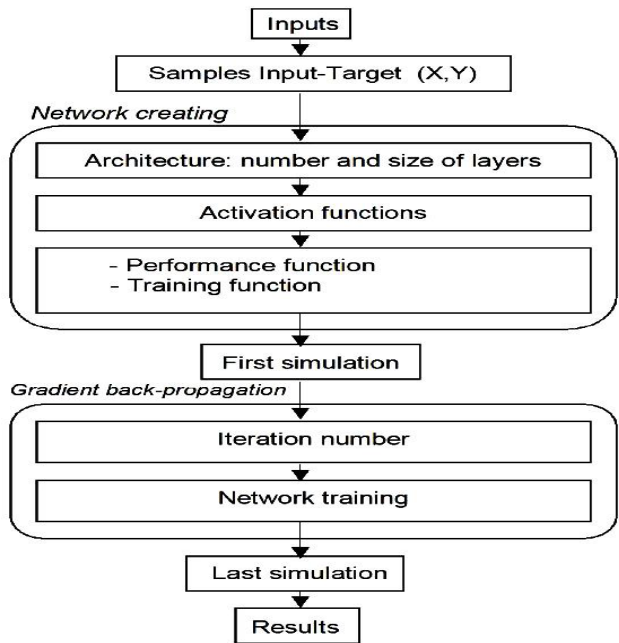 Inputs
Samples Input-Target (X,Y)
Network creating
Architecture: number and size of layers
Activation functions
- Performance function
- Training function
First simulation
Gradient back-propagation
Iteration number
Network training
Last simulation
Results